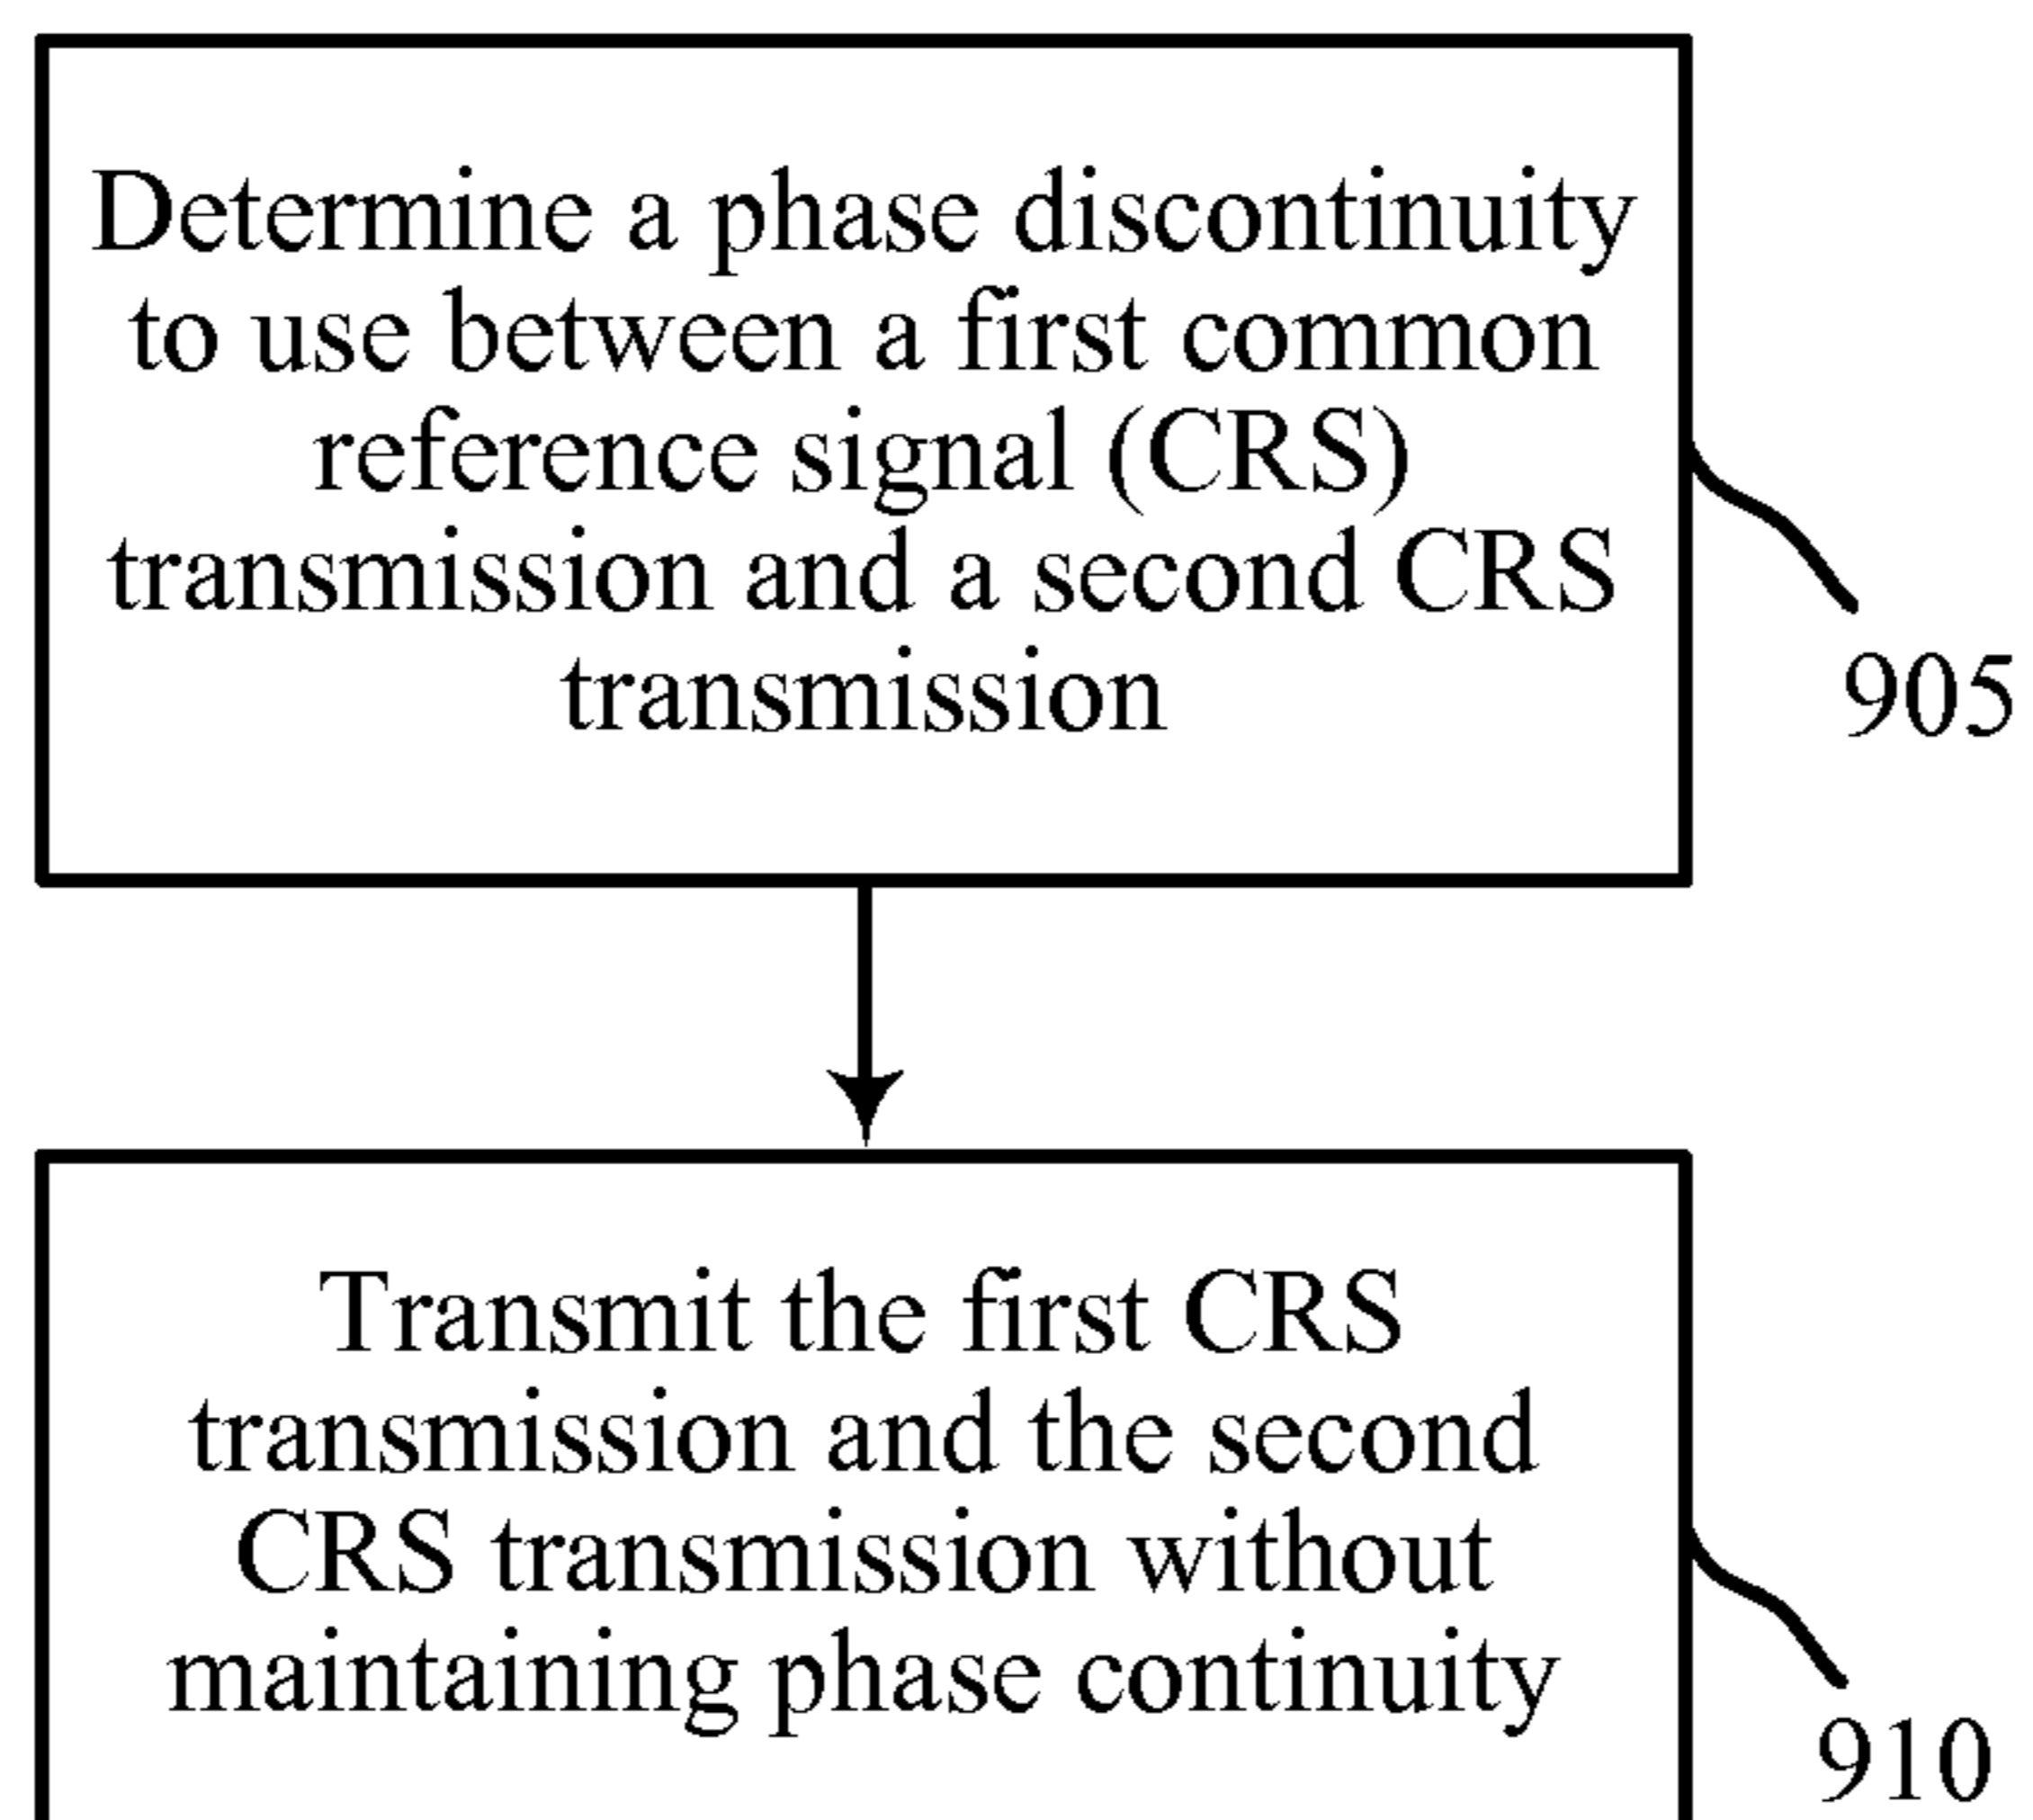 Determine a phase discontinuity
to use between a first common
reference signal (CRS)
transmission and a second CRS
transmission
905
Transmit the first CRS
transmission and the second
CRS transmission without
maintaining phase continuity
910